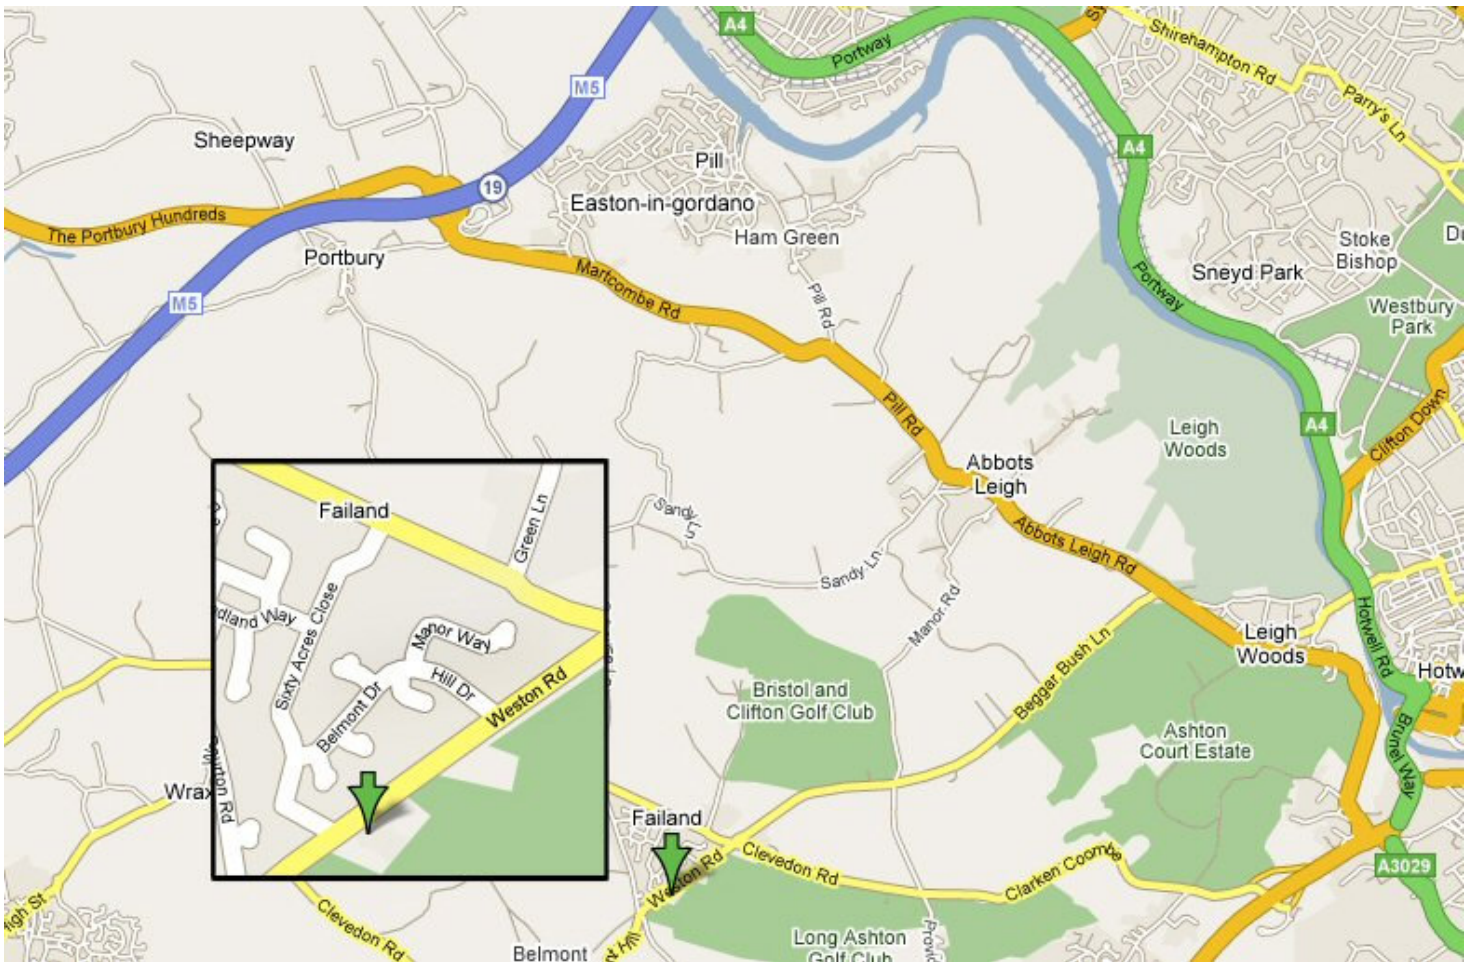 A4
Portway
Shirehampton Rd
Parry's Ln
M5
Sheepway
A4
Pill
19
Easton-in-gordano
The Portbury Hundreds
Ham Green
Stoke
Bishop
Portbury
Sneyd Park
Martcombe Rd
Portway
M5
Pill Rd
Westbury
Park
Pill Rd
Clifton Down
A4
Leigh
Woods
Abbots
Leigh
Failand
Green Ln
Sandy Ln
Abbots Leigh Rd
Sandy Ln
Manor Rd
Sixty Acres Close
Manor Way
Hill Dr
Weston Rd
Belmont Dr
Beggar Bush Ln
Leigh
Woods
Hotwell Rd
Hotw
Bristol and
Clifton Golf Club
Ashton
Court Estate
Brunel Way
Wrax
Failand
Weston Rd
Clevedon Rd
Clarken Coombe
A3029
High St
Clevedon Rd
Belmont
Long Ashton
Golf Club